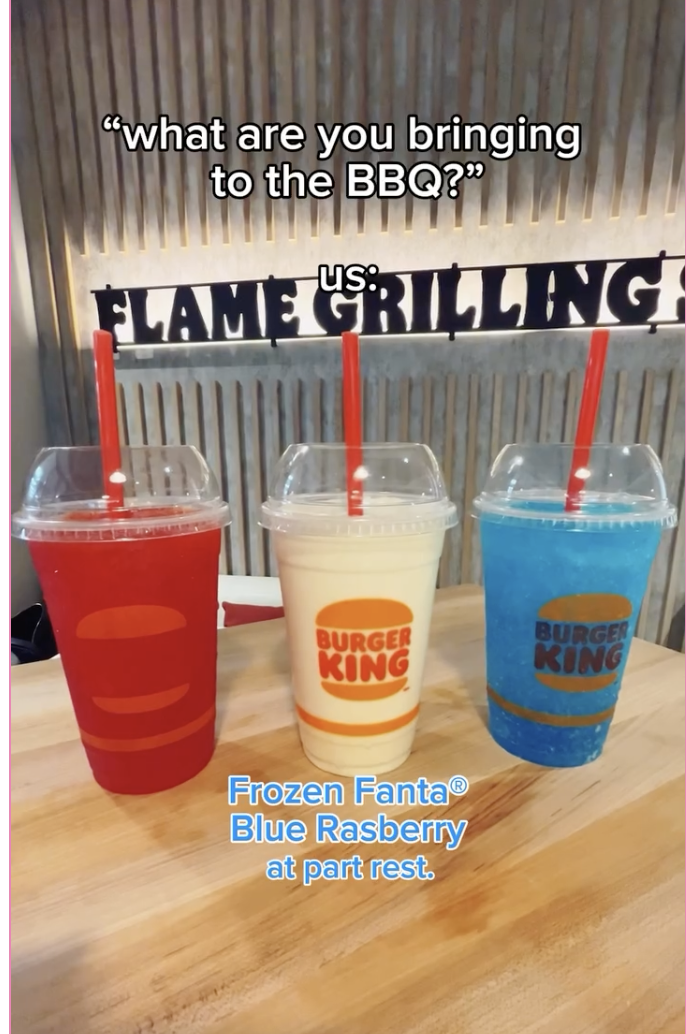 “what are you bringing
to the BBQ?”
us:
FLAME GRILLING
BURGER
KING
BURGER
KING
Frozen Fanta®
Blue Rasberry
at part rest.